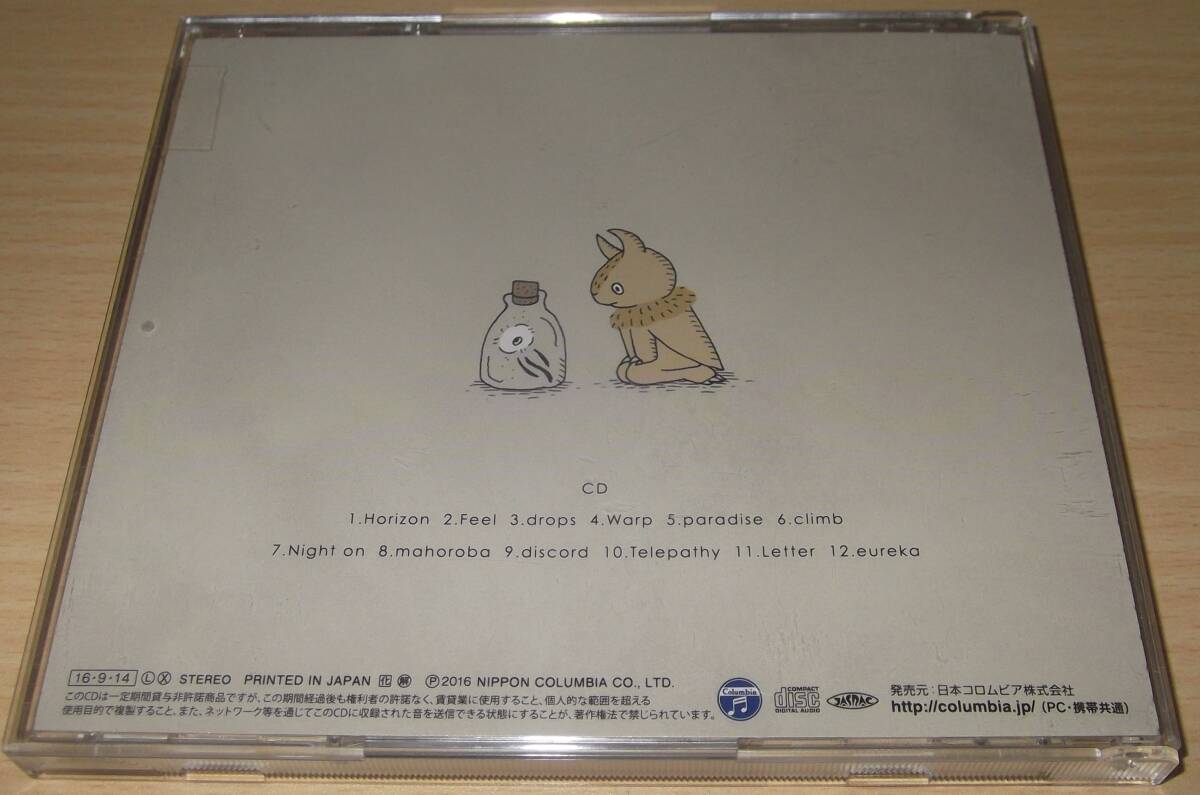 CD
1.Horizon 2.Feel 3.drops 4.Warp 5.paradise 6.climb
7.Night on 8.mahoroba 9.discord 10.Telepathy 11.Letter 12.eureka
16・9・14 Ⓛ Ⓧ STEREO PRINTED IN JAPAN ℗2016 NIPPON COLUMBIA CO., LTD.
このCDは一定期間貸与非許諾商品ですが、この期間経過後も権利者の許諾なく、賃貸業に使用すること、個人的な範囲を超える
使用目的で複製すること、また、ネットワーク等を通じてこのCDに収録された音を送信できる状態にすることが、著作権法で禁じられています。
Columbia
COMPACT
disc
DIGITAL AUDIO
JASRAC
発売元：日本コロムビア株式会社
http://columbia.jp/ (PC・携帯共通)